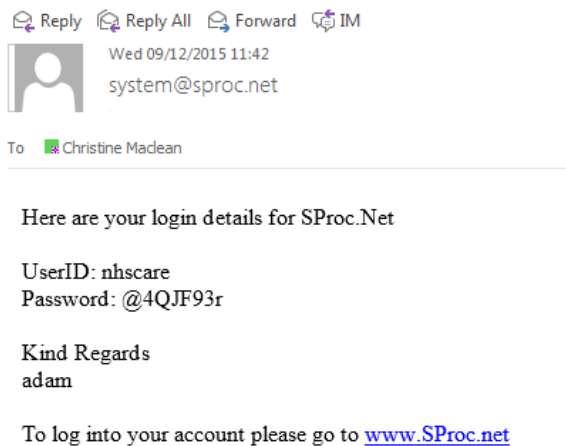 Reply Reply All Forward IM
Wed 09/12/2015 11:42
system@sproc.net
To Christine Maclean
Here are your login details for SProc.Net
UserID: nhscare
Password: @4QJF93r
Kind Regards
adam
To log into your account please go to www.SProc.net